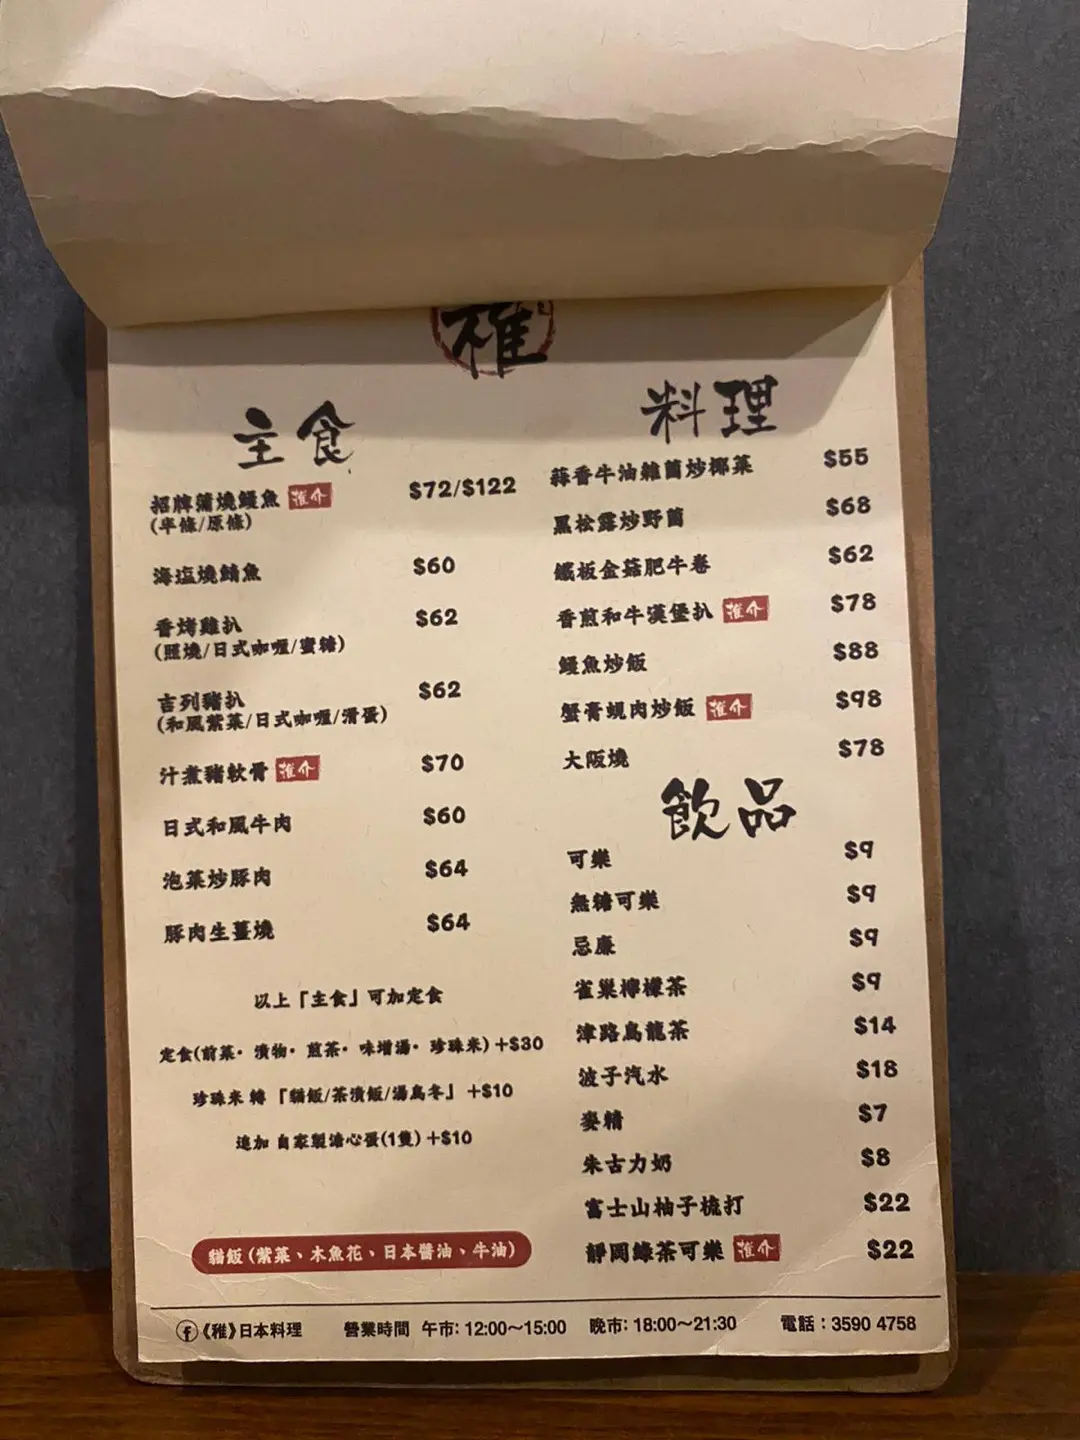 稚
主食
招牌蒲燒鰻魚 推介 $72/$122
(半條/原條)
海塩燒鯖魚 $60
香烤雞扒 $62
(照燒/日式咖喱/蜜糖)
吉列豬扒 $62
(和風紫菜/日式咖喱/滑蛋)
汁煮豬軟骨 推介 $70
日式和風牛肉 $60
泡菜炒豚肉 $64
豚肉生薑燒 $64
以上「主食」可加定食
定食(前菜・漬物・煎茶・味增湯・珍珠米) +$30
珍珠米 轉 「貓飯/茶漬飯/湯烏冬」 +$10
追加 自家製溏心蛋(1隻) +$10
貓飯 (紫菜、木魚花、日本醬油、牛油)
料理
蒜香牛油雜菌炒椰菜 $55
黑松露炒野菌 $68
鐵板金菇肥牛卷 $62
香煎和牛漢堡扒 推介 $78
鰻魚炒飯 $88
蟹膏蜆肉炒飯 推介 $98
大阪燒 $78
飲品
可樂 $9
無糖可樂 $9
忌廉 $9
雀巢檸檬茶 $9
津路烏龍茶 $14
波子汽水 $18
麥精 $7
朱古力奶 $8
富士山柚子梳打 $22
靜岡綠茶可樂 推介 $22
《稚》日本料理 營業時間 午市: 12:00～15:00 晚市: 18:00～21:30 電話：3590 4758